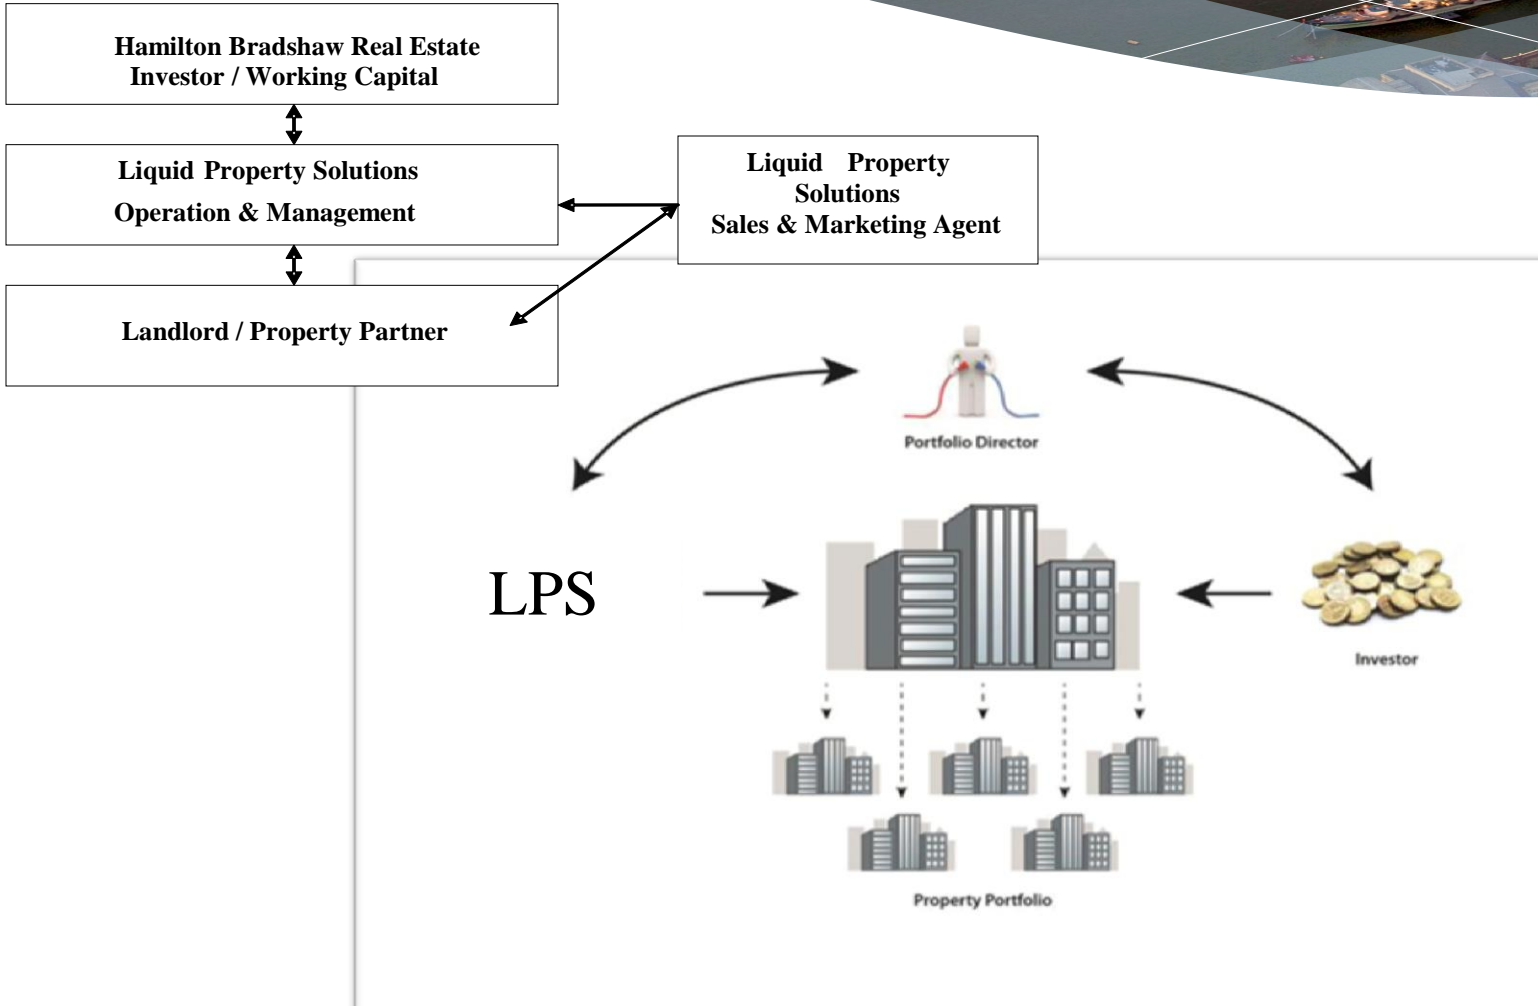 Hamilton Bradshaw Real Estate
Investor / Working Capital
Liquid Property Solutions
Operation & Management
Liquid Property
Solutions
Sales & Marketing Agent
Landlord / Property Partner
Portfolio Director
LPS
Investor
Property Portfolio